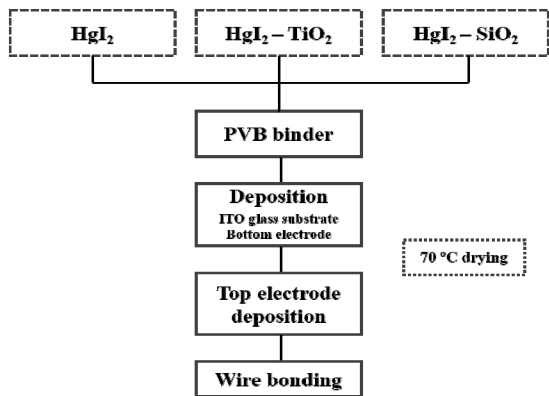 HgI₂
HgI₂ – TiO₂
HgI₂ – SiO₂
PVB binder
Deposition
ITO glass substrate
Bottom electrode
70 °C drying
Top electrode
deposition
Wire bonding